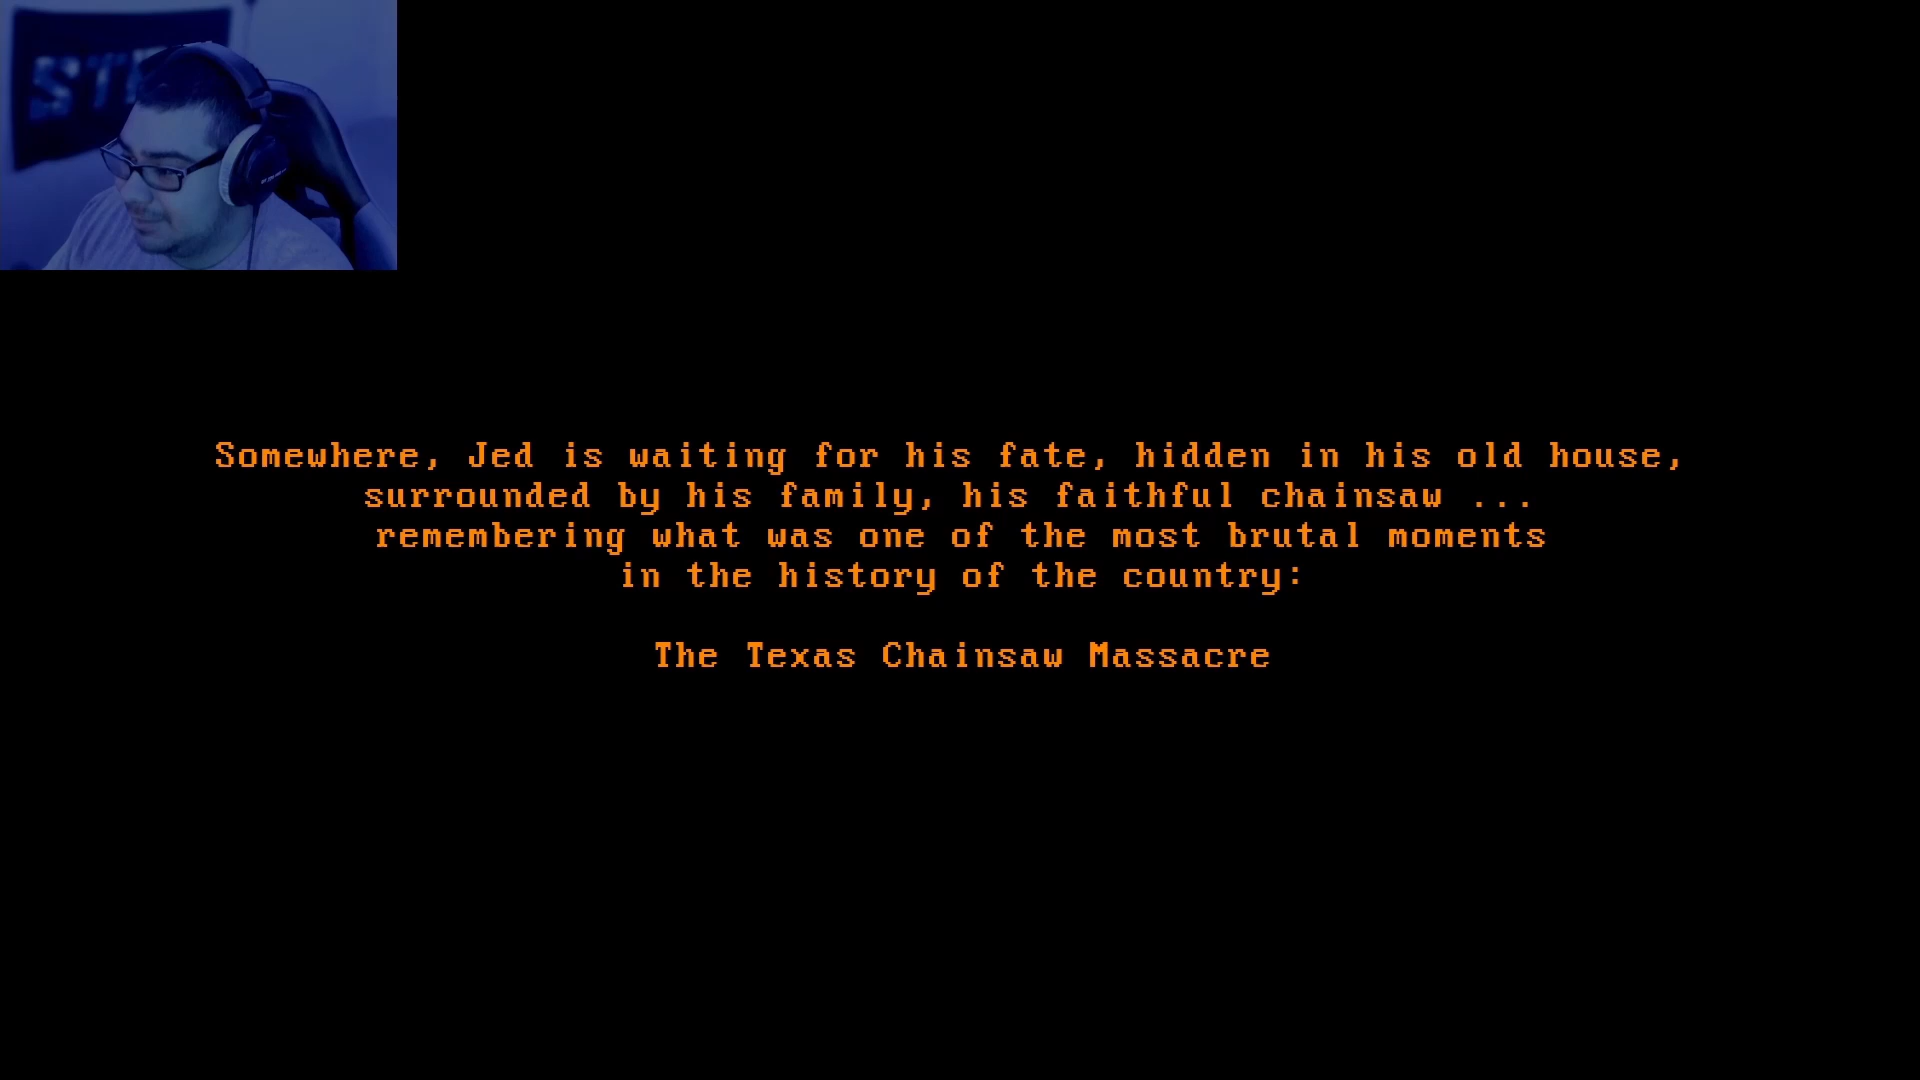 Somewhere, Jed is waiting for his fate, hidden in his old house,
surrounded by his family, his faithful chainsaw ...
remembering what was one of the most brutal moments
in the history of the country:
The Texas Chainsaw Massacre